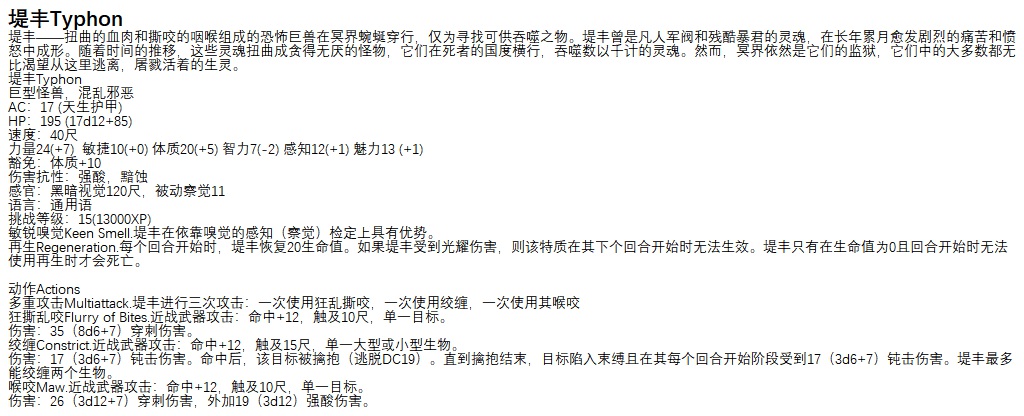 堤丰Typhon
堤丰——扭曲的血肉和撕咬的咽喉组成的恐怖巨兽在冥界蜿蜒穿行，仅为寻找可供吞噬之物。堤丰曾是凡人军阀和残酷暴君的灵魂，在长年累月愈发剧烈的痛苦和愤
怒中成形。随着时间的推移，这些灵魂扭曲成贪得无厌的怪物，它们在死者的国度横行，吞噬数以千计的灵魂。然而，冥界依然是它们的监狱，它们中的大多数都无
比渴望从这里逃离，屠戮活着的生灵。
堤丰Typhon
巨型怪兽，混乱邪恶
AC：17 (天生护甲)
HP：195 (17d12+85)
速度：40尺
力量24(+7)  敏捷10(+0) 体质20(+5) 智力7(-2) 感知12(+1) 魅力13 (+1)
豁免：体质+10
伤害抗性：强酸，黯蚀
感官：黑暗视觉120尺，被动察觉11
语言：通用语
挑战等级：15(13000XP)
敏锐嗅觉Keen Smell.堤丰在依靠嗅觉的感知（察觉）检定上具有优势。
再生Regeneration.每个回合开始时，堤丰恢复20生命值。如果堤丰受到光耀伤害，则该特质在其下个回合开始时无法生效。堤丰只有在生命值为0且回合开始时无法
使用再生时才会死亡。
动作Actions
多重攻击Multiattack.堤丰进行三次攻击：一次使用狂乱撕咬，一次使用绞缠，一次使用其喉咬
狂撕乱咬Flurry of Bites.近战武器攻击：命中+12，触及10尺，单一目标。
伤害：35（8d6+7）穿刺伤害。
绞缠Constrict.近战武器攻击：命中+12，触及15尺，单一大型或小型生物。
伤害：17（3d6+7）钝击伤害。命中后，该目标被擒抱（逃脱DC19）。直到擒抱结束，目标陷入束缚且在其每个回合开始阶段受到17（3d6+7）钝击伤害。堤丰最多
能绞缠两个生物。
喉咬Maw.近战武器攻击：命中+12，触及10尺，单一目标。
伤害：26（3d12+7）穿刺伤害，外加19（3d12）强酸伤害。